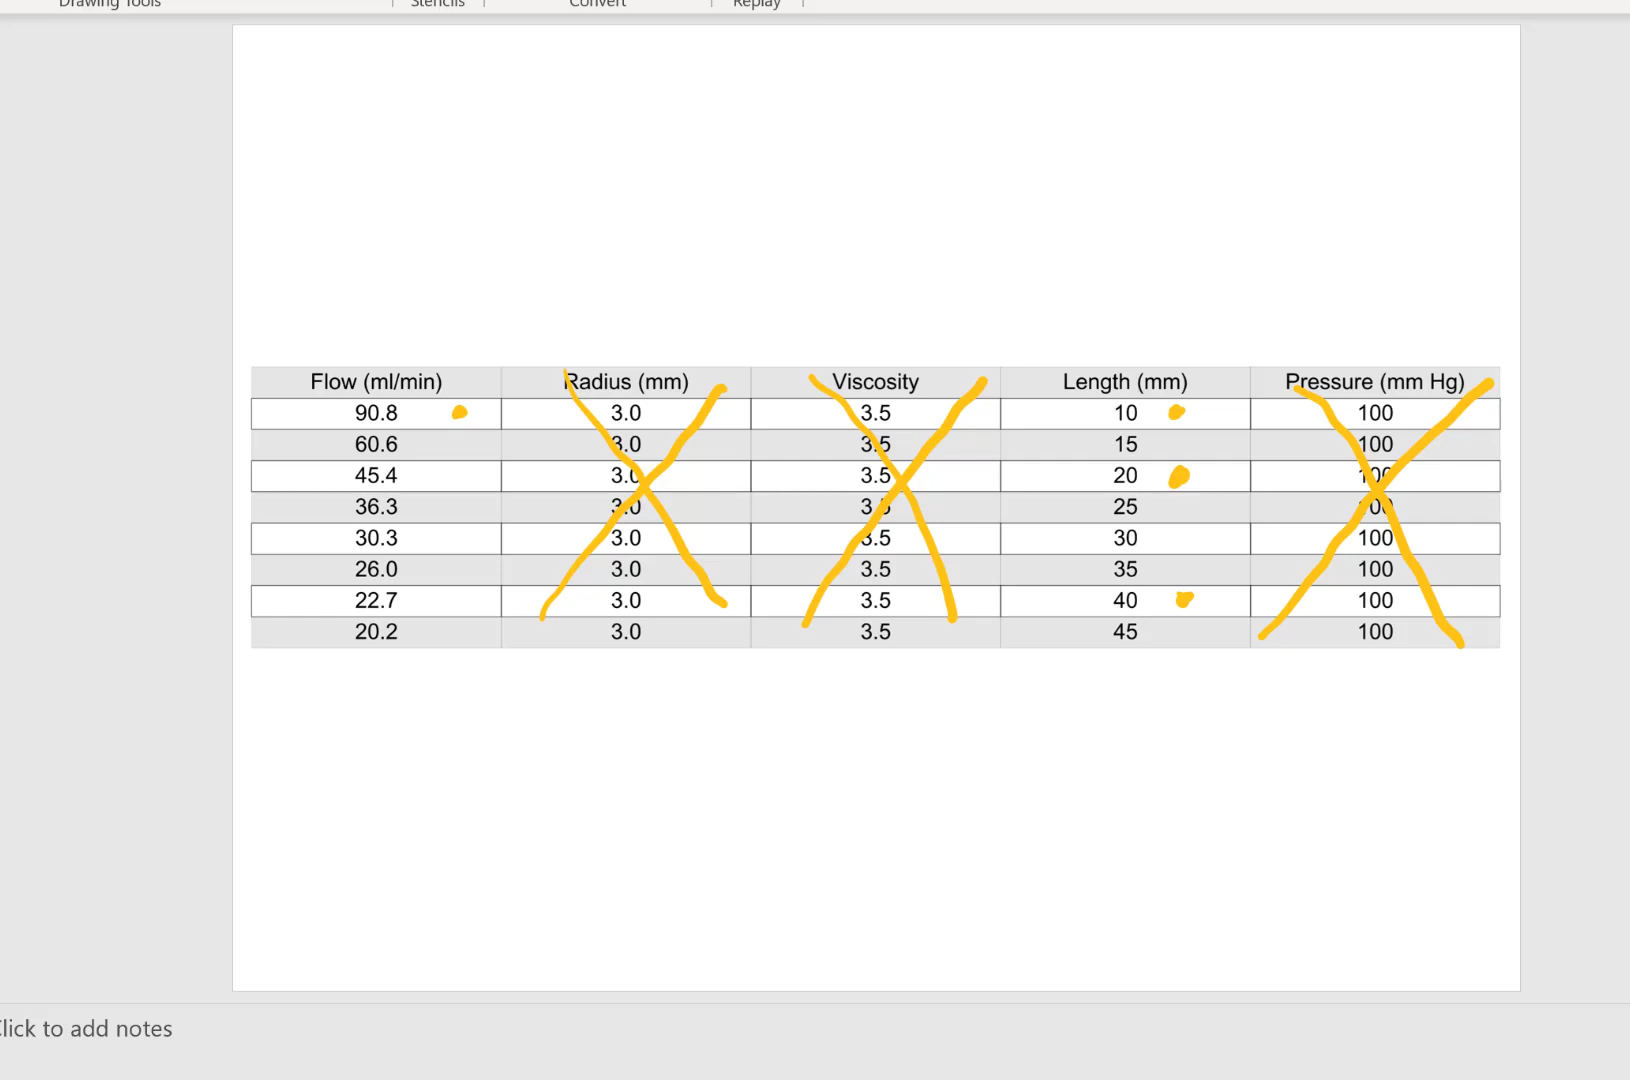 Drawing Tools Stencils Convert Replay
Flow (ml/min) Radius (mm) Viscosity Length (mm) Pressure (mm Hg)
90.8 3.0 3.5 10 100
60.6 3.0 3.5 15 100
45.4 3.0 3.5 20 100
36.3 3.0 3.5 25 100
30.3 3.0 3.5 30 100
26.0 3.0 3.5 35 100
22.7 3.0 3.5 40 100
20.2 3.0 3.5 45 100
lick to add notes